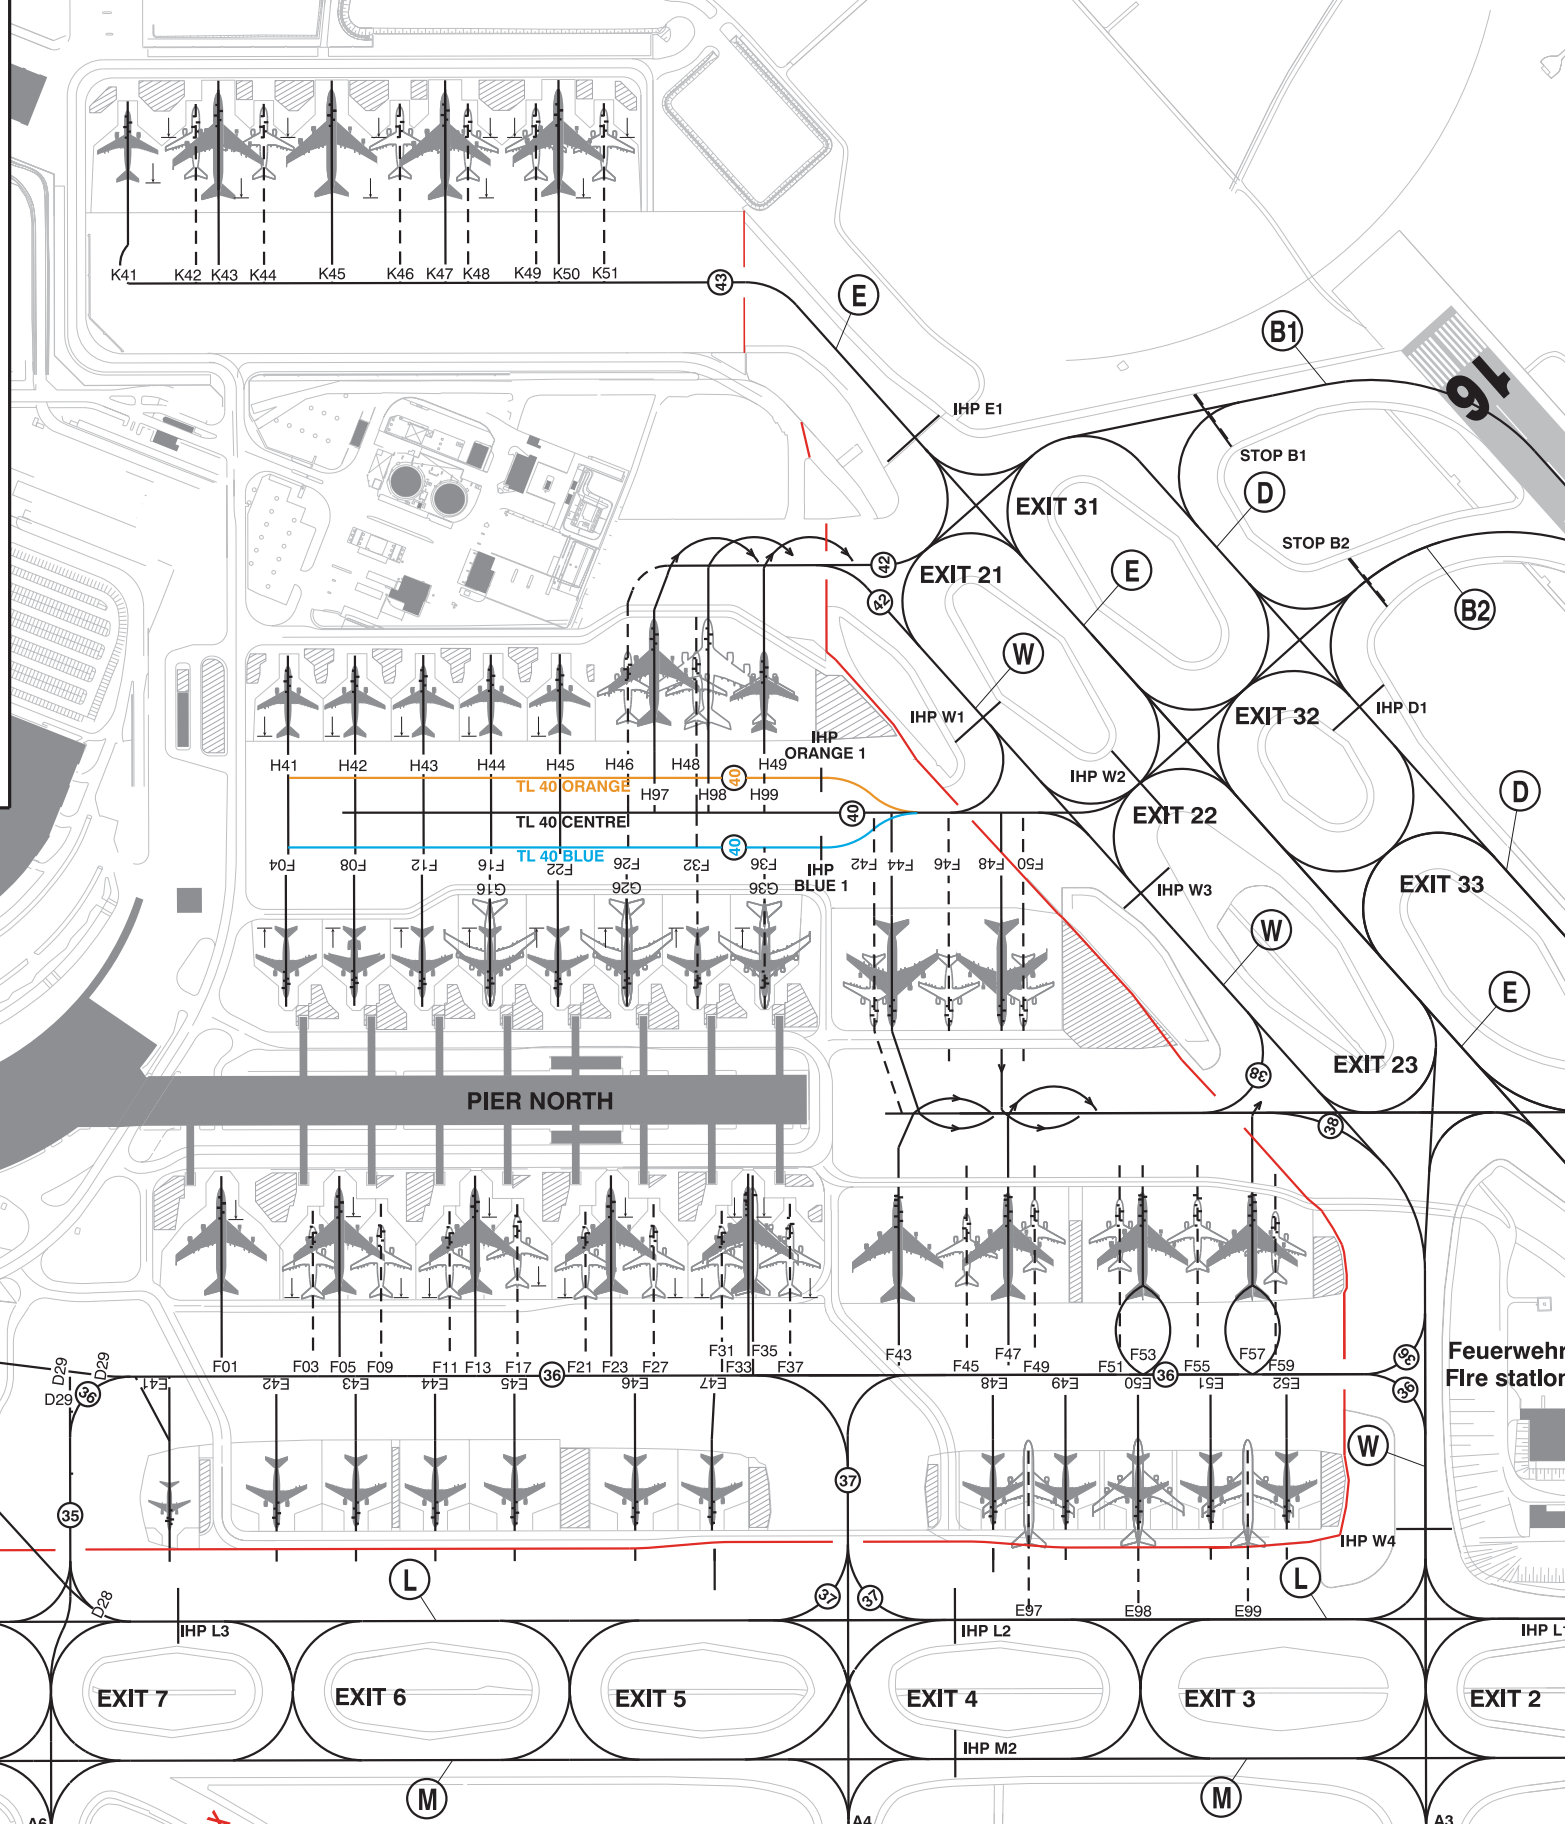 K41 K42 K43 K44 K45 K46 K47 K48 K49 K50 K51
43
E
B1
16
IHP E1
STOP B1
D
EXIT 31
STOP B2
42
EXIT 21
E
42
B2
W
IHP W1
IHP D1
EXIT 32
IHP
ORANGE 1
H41 H42 H43 H44 H45 H46 H48 H49
IHP W2
TL 40 ORANGE
40
H97 H98 H99
D
TL 40 CENTRE
40
EXIT 22
TL 40 BLUE
40
F04 F08 F12 F16 F22 F26 F32 F36
F42 F44 F46 F48 F50
IHP
BLUE 1
G16 G26 G36
IHP W3
EXIT 33
W
E
EXIT 23
38
PIER NORTH
38
F01 F03 F05 F09 F11 F13 F17 F21 F23 F27 F31 F33 F35 F37
F43 F45 F47 F49 F51 F53 F55 F57 F59
36
Feuerwehr
FIre station
D29 D29
D29
36
36
36
36
E41 E42 E43 E44 E45 E46 E47
E48 E49 E50 E51 E52
W
37
35
IHP W4
L
L
D28
37
37
E97 E98 E99
IHP L3
IHP L2
IHP L1
EXIT 7
EXIT 6
EXIT 5
EXIT 4
EXIT 3
EXIT 2
IHP M2
M
M
A6
A4
A3